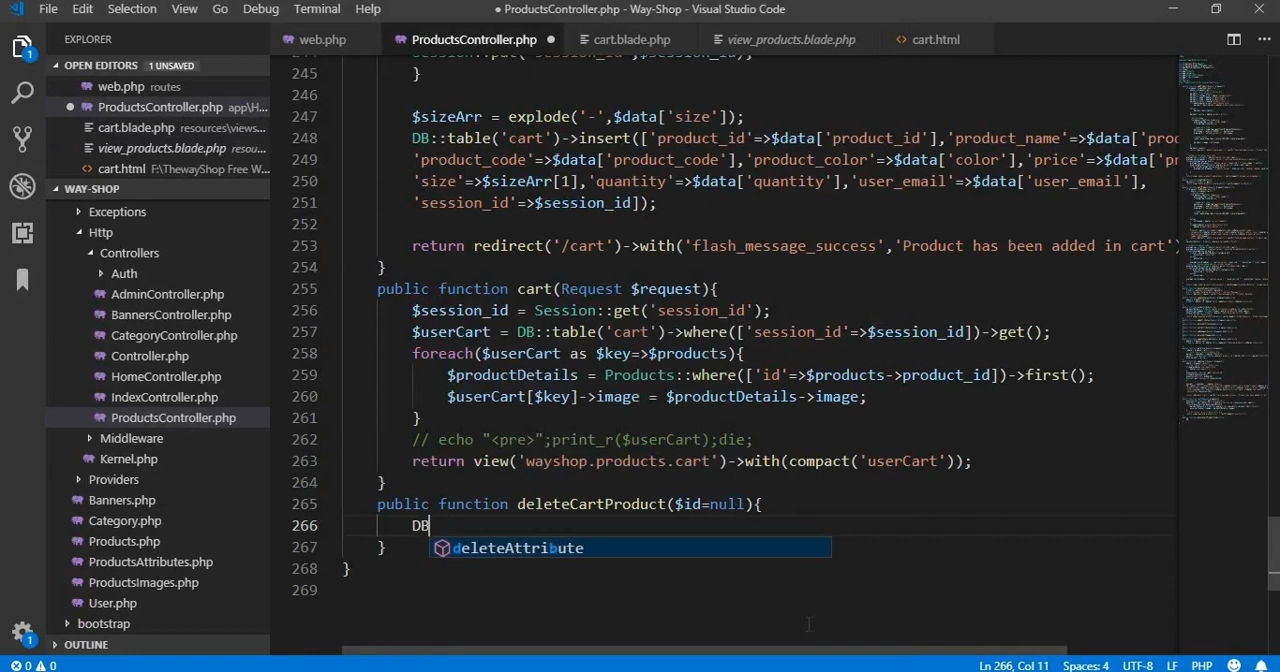 File Edit Selection View Go Debug Terminal Help
● ProductsController.php - Way-Shop - Visual Studio Code
EXPLORER
OPEN EDITORS 1 UNSAVED
web.php routes
● ProductsController.php app\H...
cart.blade.php resources\views...
view_products.blade.php resou...
cart.html F:\ThewayShop Free W...
WAY-SHOP
Exceptions
Http
Controllers
Auth
AdminController.php
BannersController.php
CategoryController.php
Controller.php
HomeController.php
IndexController.php
ProductsController.php
Middleware
Kernel.php
Providers
Banners.php
Category.php
Products.php
ProductsAttributes.php
ProductsImages.php
User.php
bootstrap
OUTLINE
web.php ProductsController.php ● cart.blade.php view_products.blade.php cart.html
245 }
246
247 $sizeArr = explode('-',$data['size']);
248 DB::table('cart')->insert(['product_id'=>$data['product_id'],'product_name'=>$data['pro
249 'product_code'=>$data['product_code'],'product_color'=>$data['color'],'price'=>$data['p
250 'size'=>$sizeArr[1],'quantity'=>$data['quantity'],'user_email'=>$data['user_email'],
251 'session_id'=>$session_id]);
252
253 return redirect('/cart')->with('flash_message_success','Product has been added in cart'
254 }
255 public function cart(Request $request){
256 $session_id = Session::get('session_id');
257 $userCart = DB::table('cart')->where(['session_id'=>$session_id])->get();
258 foreach($userCart as $key=>$products){
259 $productDetails = Products::where(['id'=>$products->product_id])->first();
260 $userCart[$key]->image = $productDetails->image;
261 }
262 // echo "<pre>";print_r($userCart);die;
263 return view('wayshop.products.cart')->with(compact('userCart'));
264 }
265 public function deleteCartProduct($id=null){
266 DB
deleteAttribute
267 }
268 }
269
0 0 Ln 266, Col 11 Spaces: 4 UTF-8 LF PHP 1